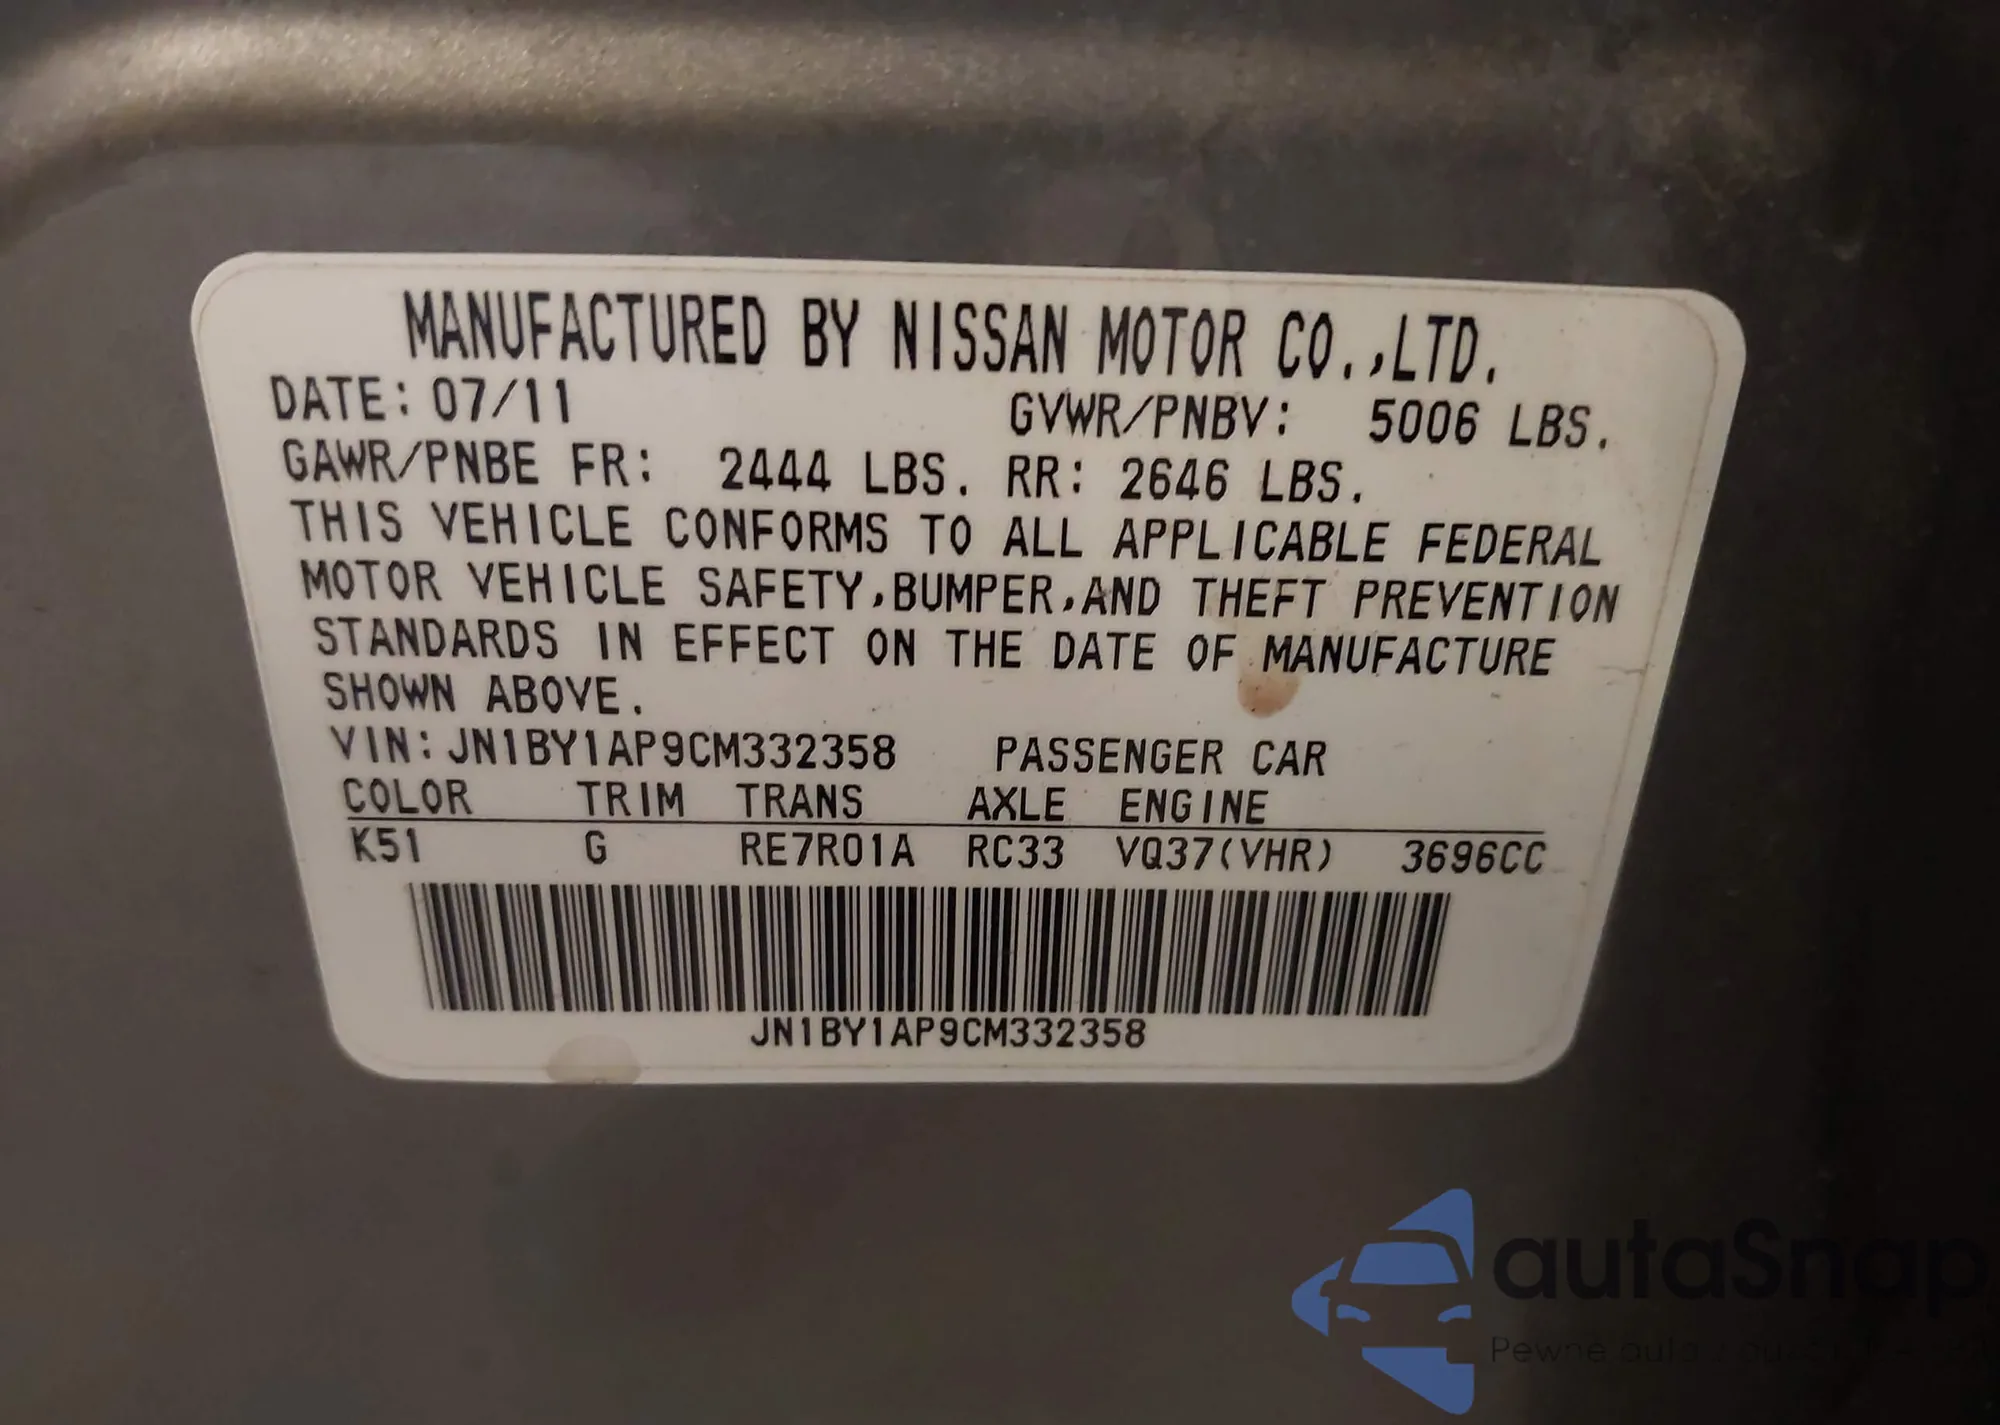 MANUFACTURED BY NISSAN MOTOR CO.,LTD.
DATE: 07/11 GVWR/PNBV: 5006 LBS.
GAWR/PNBE FR: 2444 LBS. RR: 2646 LBS.
THIS VEHICLE CONFORMS TO ALL APPLICABLE FEDERAL
MOTOR VEHICLE SAFETY,BUMPER,AND THEFT PREVENTION
STANDARDS IN EFFECT ON THE DATE OF MANUFACTURE
SHOWN ABOVE.
VIN:JN1BY1AP9CM332358 PASSENGER CAR
COLOR TRIM TRANS AXLE ENGINE
K51 G RE7R01A RC33 VQ37(VHR) 3696CC
JN1BY1AP9CM332358
autaSnap
Pewne auta z